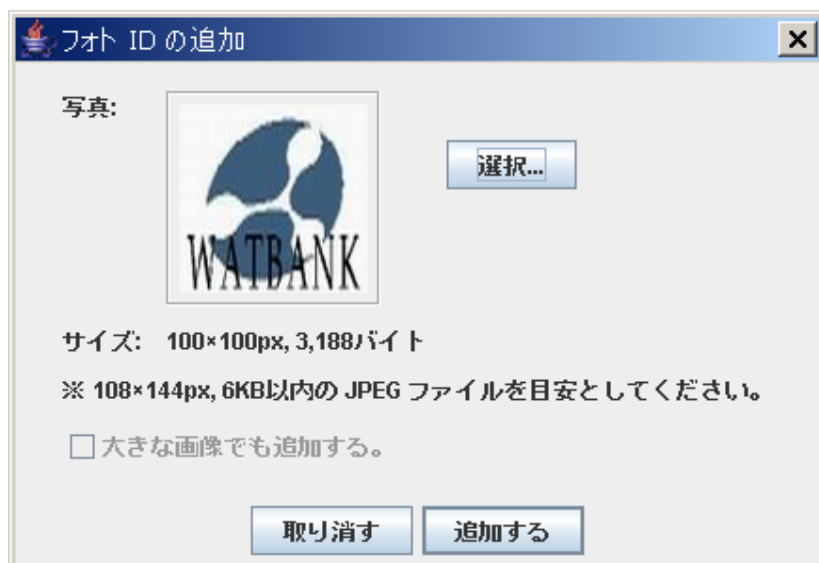 フォト ID の追加
写真:
WATBANK
選択...
サイズ: 100×100px, 3,188バイト
※ 108×144px, 6KB以内の JPEG ファイルを目安としてください。
大きな画像でも追加する。
取り消す 追加する